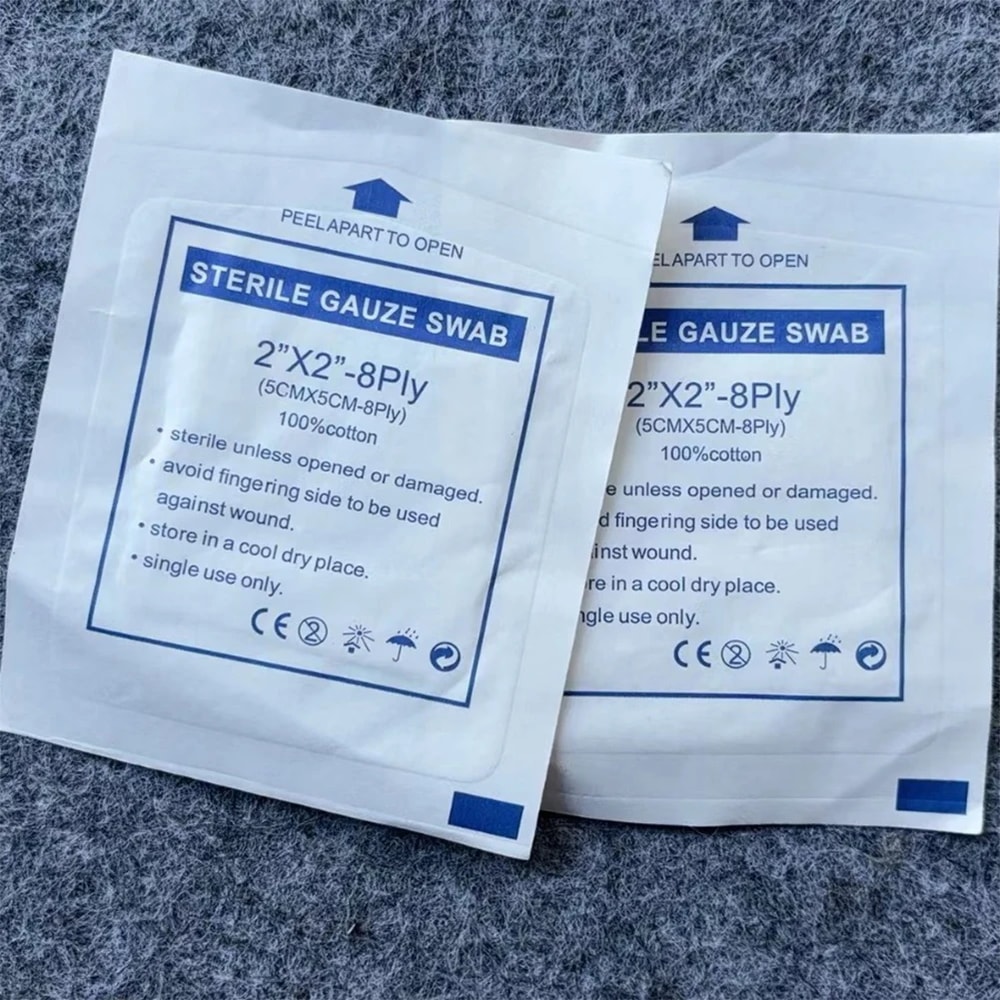 PEEL APART TO OPEN
STERILE GAUZE SWAB
2”X2”-8Ply
(5CMX5CM-8Ply)
100%cotton
• sterile unless opened or damaged.
• avoid fingering side to be used
against wound.
• store in a cool dry place.
• single use only.
CE
2
ELAPART TO OPEN
LE GAUZE SWAB
2”X2”-8Ply
(5CMX5CM-8Ply)
100%cotton
e unless opened or damaged.
d fingering side to be used
inst wound.
re in a cool dry place.
ngle use only.
CE
2